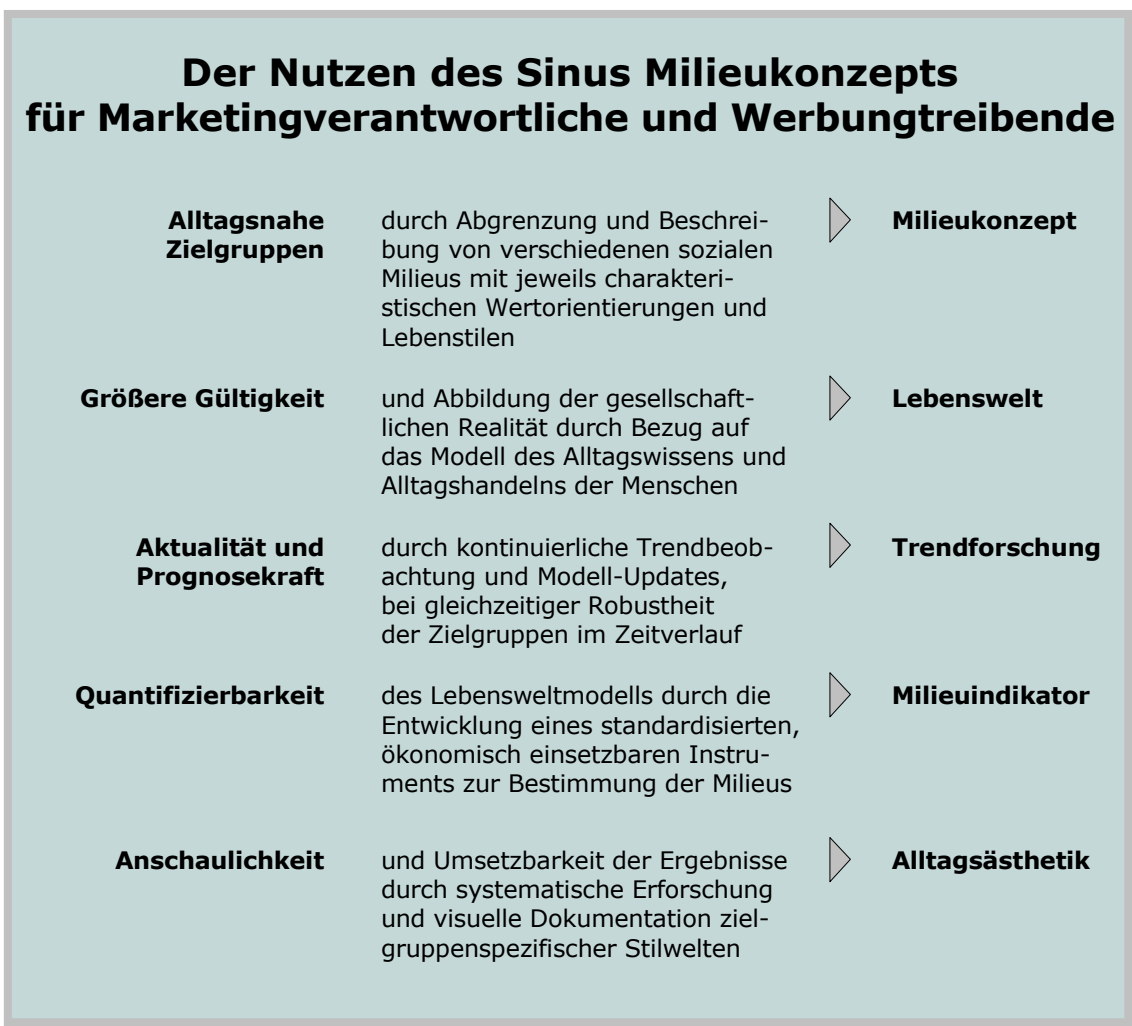 Der Nutzen des Sinus Milieukonzepts
für Marketingverantwortliche und Werbungtreibende
Alltagsnahe
Zielgruppen
durch Abgrenzung und Beschrei-
bung von verschiedenen sozialen
Milieus mit jeweils charakteri-
stischen Wertorientierungen und
Lebenstilen
Milieukonzept
Größere Gültigkeit
und Abbildung der gesellschaft-
lichen Realität durch Bezug auf
das Modell des Alltagswissens und
Alltagshandelns der Menschen
Lebenswelt
Aktualität und
Prognosekraft
durch kontinuierliche Trendbeob-
achtung und Modell-Updates,
bei gleichzeitiger Robustheit
der Zielgruppen im Zeitverlauf
Trendforschung
Quantifizierbarkeit
des Lebensweltmodells durch die
Entwicklung eines standardisierten,
ökonomisch einsetzbaren Instru-
ments zur Bestimmung der Milieus
Milieuindikator
Anschaulichkeit
und Umsetzbarkeit der Ergebnisse
durch systematische Erforschung
und visuelle Dokumentation ziel-
gruppenspezifischer Stilwelten
Alltagsästhetik